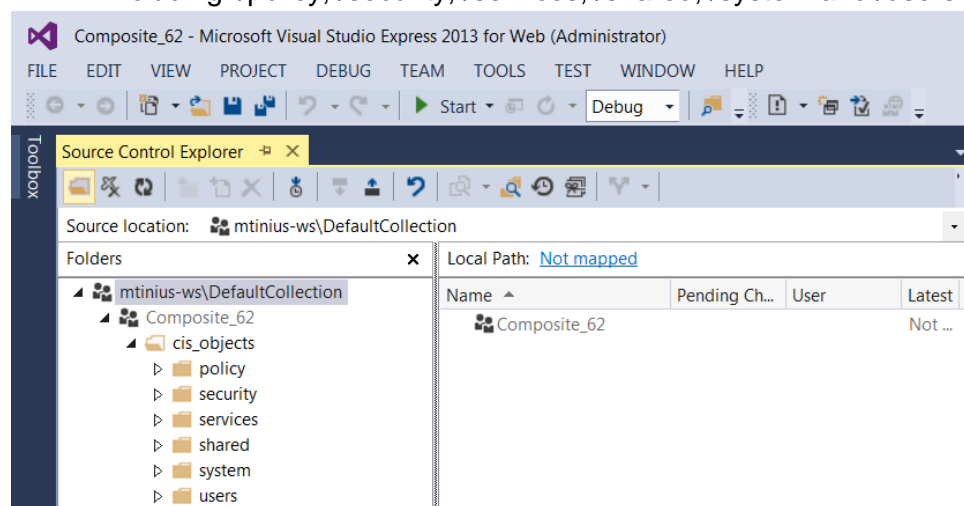 Composite_62 - Microsoft Visual Studio Express 2013 for Web (Administrator)
FILE EDIT VIEW PROJECT DEBUG TEAM TOOLS TEST WINDOW HELP
Start Debug
Toolbox
Source Control Explorer
Source location: mtinius-ws\DefaultCollection
Folders
Local Path: Not mapped
mtinius-ws\DefaultCollection
Name Pending Ch... User Latest
Composite_62
Composite_62 Not ...
cis_objects
policy
security
services
shared
system
users